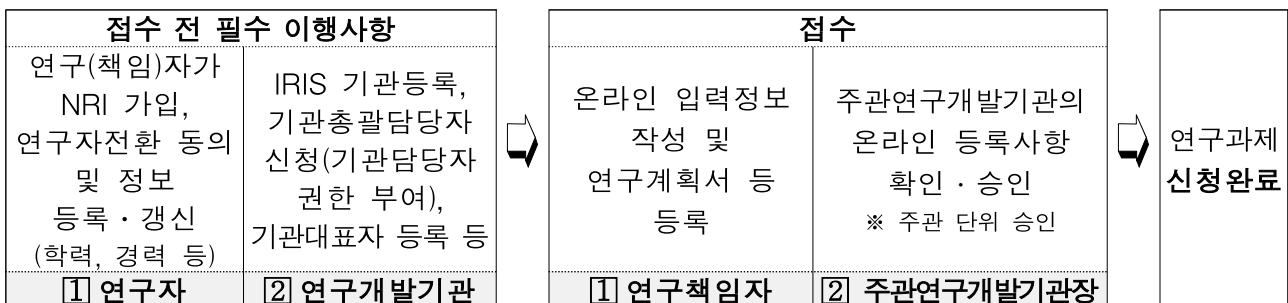 접수 전 필수 이행사항
연구(책임)자가
NRI 가입,
연구자전환 동의
및 정보
등록·갱신
(학력, 경력 등)
1 연구자
IRIS 기관등록,
기관총괄담당자
신청(기관담당자
권한 부여),
기관대표자 등록 등
2 연구개발기관
접수
온라인 입력정보
작성 및
연구계획서 등
등록
1 연구책임자
주관연구개발기관의
온라인 등록사항
확인·승인
※ 주관 단위 승인
2 주관연구개발기관장
연구과제
신청완료